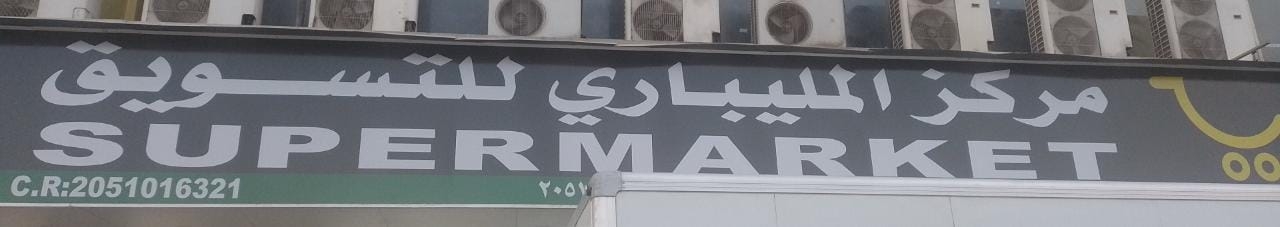 مركز المليباري للتسويق
SUPERMARKET
C.R:2051016321